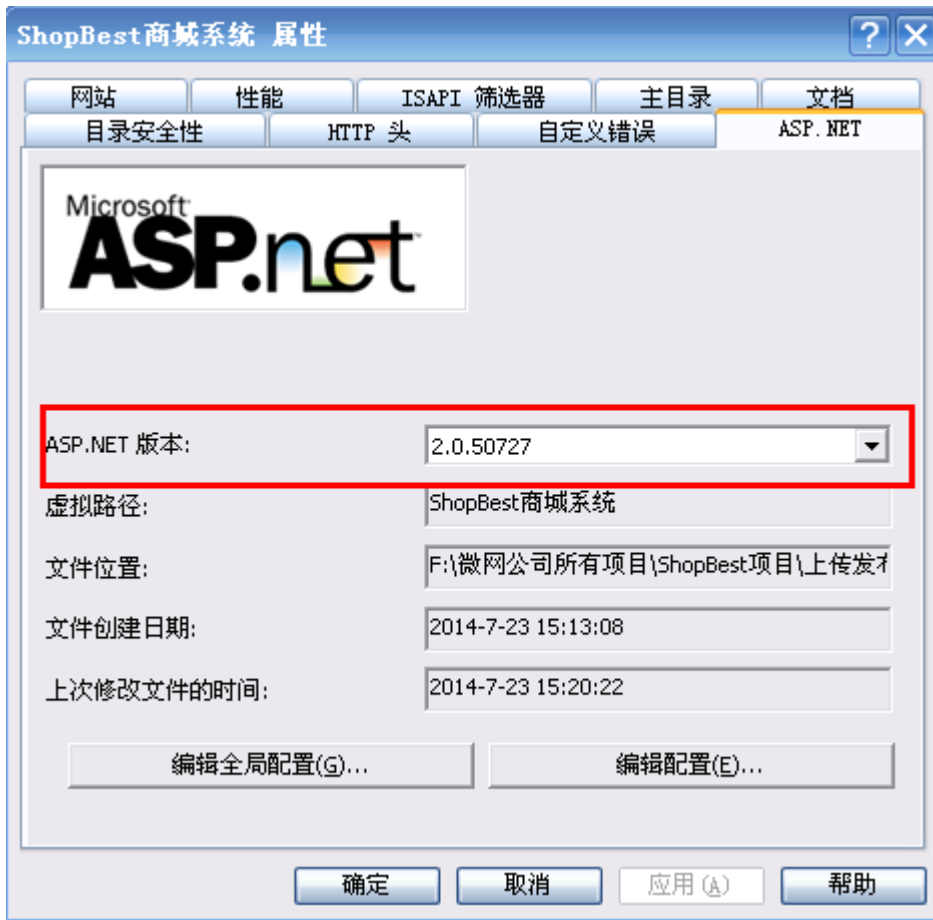 ShopBest商城系统 属性
网站 性能 ISAPI 筛选器 主目录 文档
目录安全性 HTTP 头 自定义错误 ASP.NET
Microsoft
ASP.net
ASP.NET 版本: 2.0.50727
虚拟路径: ShopBest商城系统
文件位置: F:\微网公司所有项目\ShopBest项目\上传发布
文件创建日期: 2014-7-23 15:13:08
上次修改文件的时间: 2014-7-23 15:20:22
编辑全局配置(G)... 编辑配置(E)...
确定 取消 应用(A) 帮助